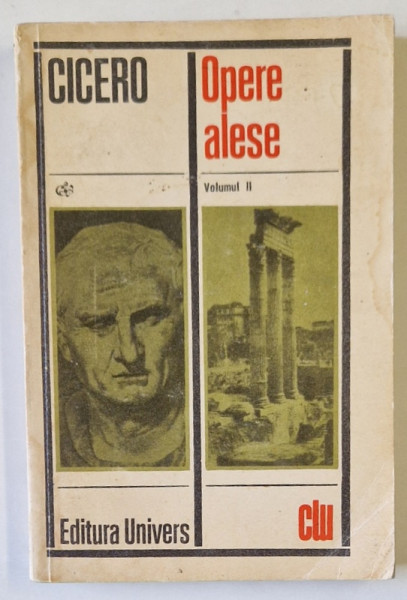 CICERO
Opere
alese
Volumul II
Editura Univers
clu